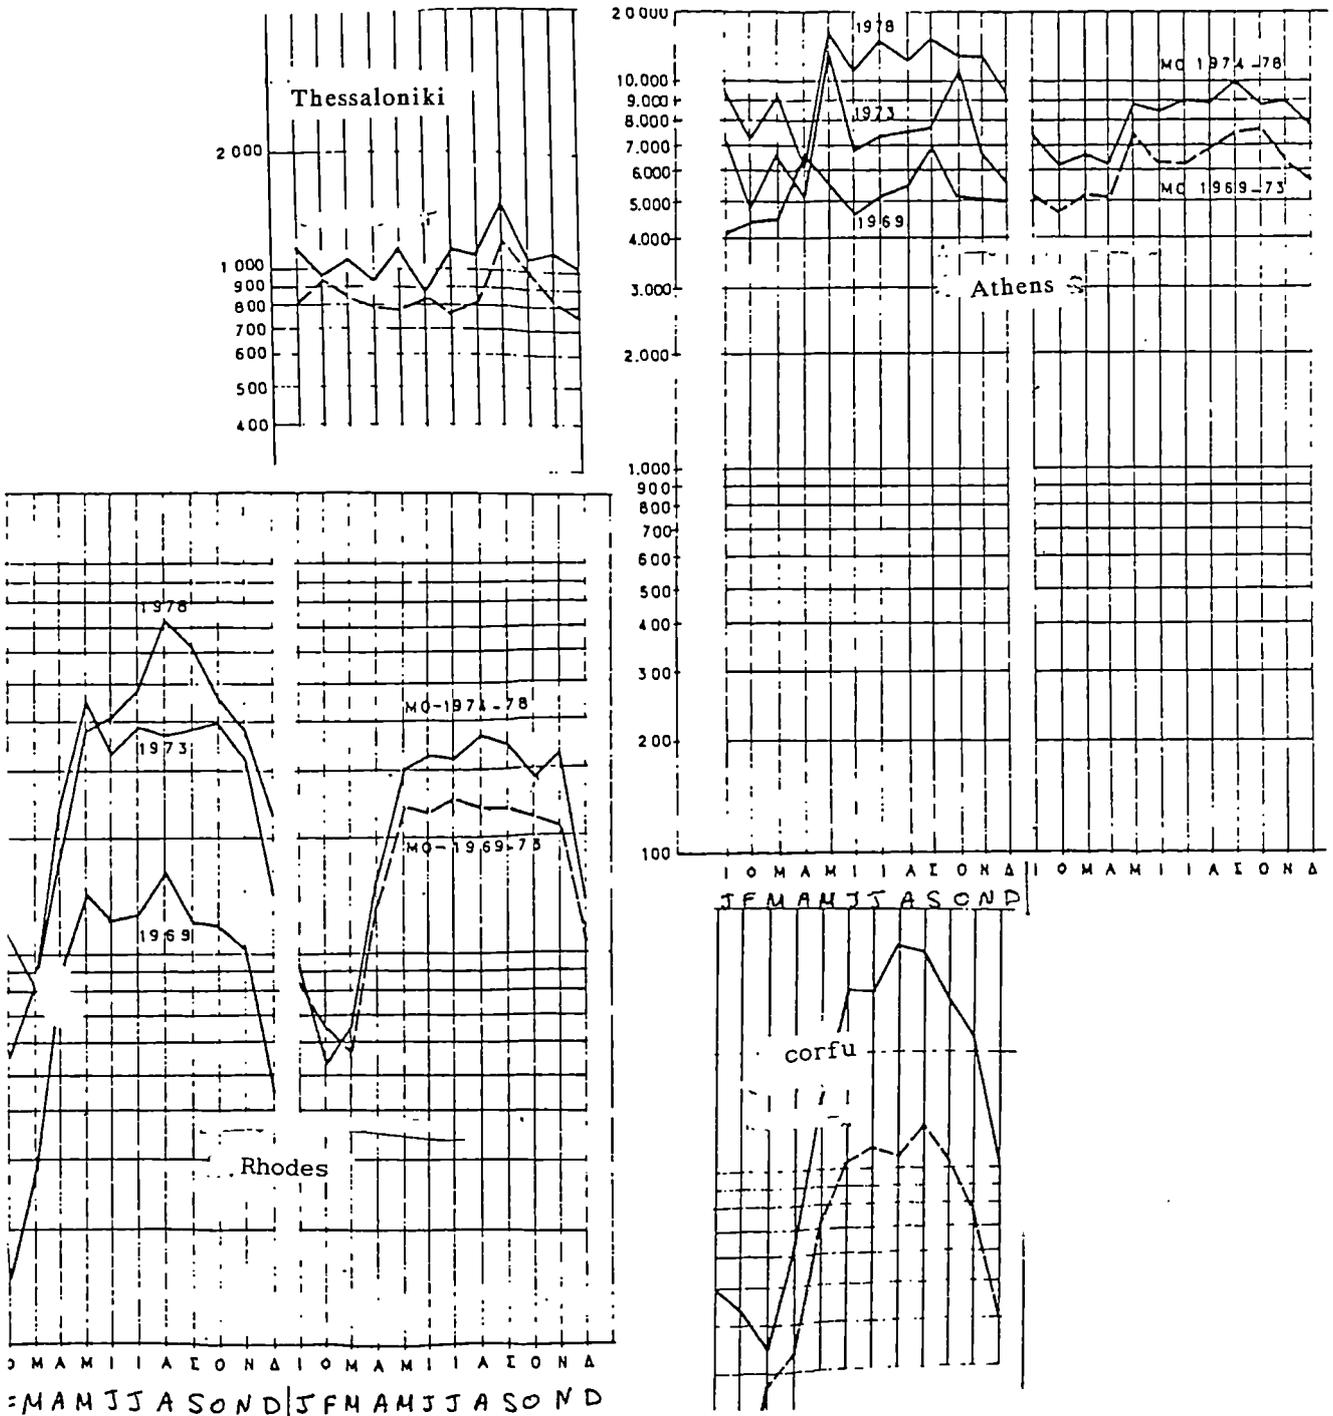 Thessaloniki
2 000
1 000
900
800
700
600
500
400
20000
10.000
9.000
8.000
7.000
6.000
5.000
4.000
3.000
2.000
1.000
900
800
700
600
500
400
300
200
100
1978
1973
1969
MO 1974-78
MO 1969-73
Athens
Ι Φ Μ Α Μ Ι Ι Α Σ Ο Ν Δ Ι Φ Μ Α Μ Ι Ι Α Σ Ο Ν Δ
J F M A M J J A S O N D
1978
1973
1969
MO-1974-78
MO-1969-73
Rhodes
Μ Α Μ Ι Ι Α Σ Ο Ν Δ Ι Φ Μ Α Μ Ι Ι Α Σ Ο Ν Δ
M A M J J A S O N D J F M A M J J A S O N D
corfu